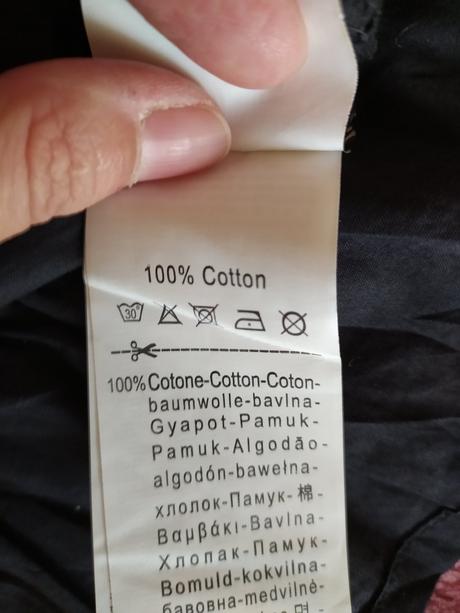 100% Cotton
30°
100%Cotone-Cotton-Coton-
baumwolle-bavlna-
Gyapot-Pamuk-
Pamuk-Algodão-
algodón-bawełna-
хлопок-Памук-棉-
Βαμβάκι-Bavlna-
Хлопак-Памук-
Bomuld-kokvilna-
бавовна-medvilnė-